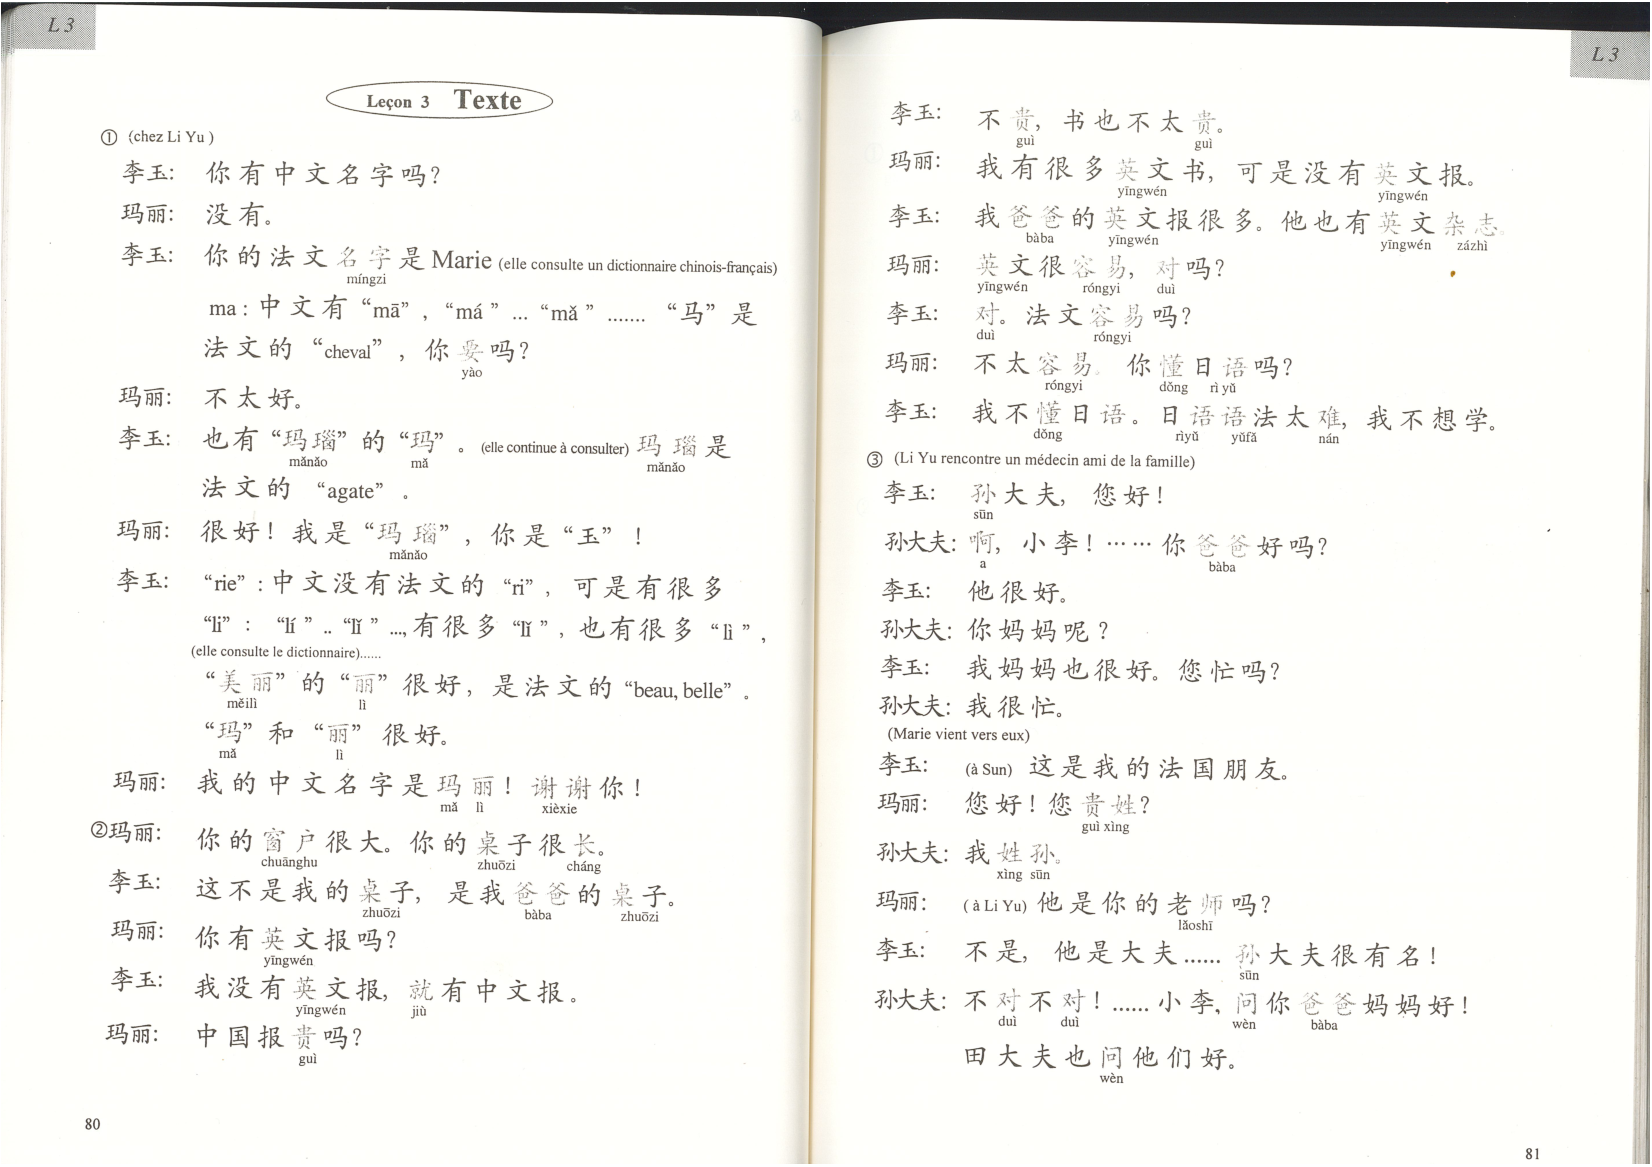 L 3
Leçon 3 Texte
① (chez Li Yu )
李玉: 你有中文名字吗?
玛丽: 没有。
李玉: 你的法文名字是 Marie (elle consulte un dictionnaire chinois-français)
míngzi
ma : 中文有 “mā” , “má ” ... “mǎ ” ....... “马” 是
法文的 “cheval” , 你要吗?
yào
玛丽: 不太好。
李玉: 也有 “玛瑙” 的 “玛” 。 (elle continue à consulter) 玛瑙是
mǎnǎo mǎ mǎnǎo
法文的 “agate” 。
玛丽: 很好! 我是 “玛瑙” , 你是 “玉” !
mǎnǎo
李玉: “rie” : 中文没有法文的 “ri” , 可是有很多
“li” : “lí ” .. “lǐ ” ..., 有很多 “lǐ ” , 也有很多 “ lì ” ,
(elle consulte le dictionnaire)......
“美丽” 的 “丽” 很好, 是法文的 “beau, belle” 。
měilì lì
“玛” 和 “丽” 很好。
mǎ lì
玛丽: 我的中文名字是玛丽! 谢谢你!
mǎ lì xièxie
②玛丽: 你的窗户很大。你的桌子很长。
chuānghu zhuōzi cháng
李玉: 这不是我的桌子, 是我爸爸的桌子。
zhuōzi bàba zhuōzi
玛丽: 你有英文报吗?
yīngwén
李玉: 我没有英文报, 就有中文报。
yīngwén jiù
玛丽: 中国报贵吗?
guì
80
L 3
李玉: 不贵, 书也不太贵。
guì guì
玛丽: 我有很多英文书, 可是没有英文报。
yīngwén yīngwén
李玉: 我爸爸的英文报很多。他也有英文杂志。
bàba yīngwén yīngwén zázhì
玛丽: 英文很容易, 对吗?
yīngwén róngyi duì
李玉: 对。法文容易吗?
duì róngyi
玛丽: 不太容易。 你懂日语吗?
róngyi dǒng rì yǔ
李玉: 我不懂日语。日语语法太难, 我不想学。
dǒng rìyǔ yǔfǎ nán
③ (Li Yu rencontre un médecin ami de la famille)
李玉: 孙大夫, 您好!
sūn
孙大夫: 啊, 小李! …… 你爸爸好吗?
a bàba
李玉: 他很好。
孙大夫: 你妈妈呢?
李玉: 我妈妈也很好。您忙吗?
孙大夫: 我很忙。
(Marie vient vers eux)
李玉: (à Sun) 这是我的法国朋友。
玛丽: 您好! 您贵姓?
guì xìng
孙大夫: 我姓孙。
xìng sūn
玛丽: ( à Li Yu) 他是你的老师吗?
lǎoshī
李玉: 不是, 他是大夫...... 孙大夫很有名!
sūn
孙大夫: 不对不对! ...... 小李, 问你爸爸妈妈好!
duì duì wèn bàba
田大夫也问他们好。
wèn
81